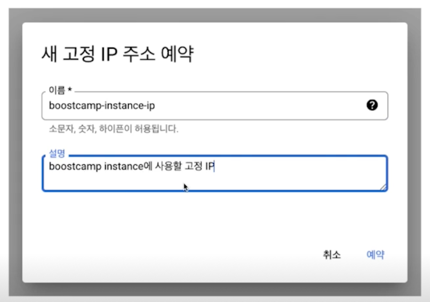 새 고정 IP 주소 예약
이름 *
boostcamp-instance-ip
소문자, 숫자, 하이픈이 허용됩니다.
설명
boostcamp instance에 사용할 고정 IP
취소
예약